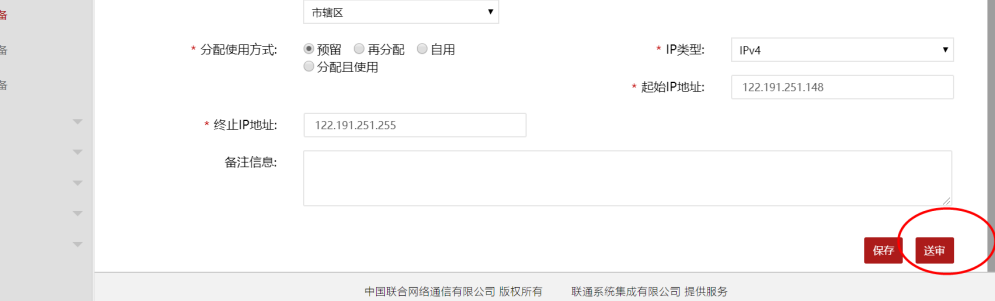 备
市辖区
备
* 分配使用方式: 预留 再分配 自用
分配且使用
* IP类型: IPv4
备
* 起始IP地址: 122.191.251.148
* 终止IP地址: 122.191.251.255
备注信息:
保存 送审
中国联合网络通信有限公司 版权所有 联通系统集成有限公司 提供服务